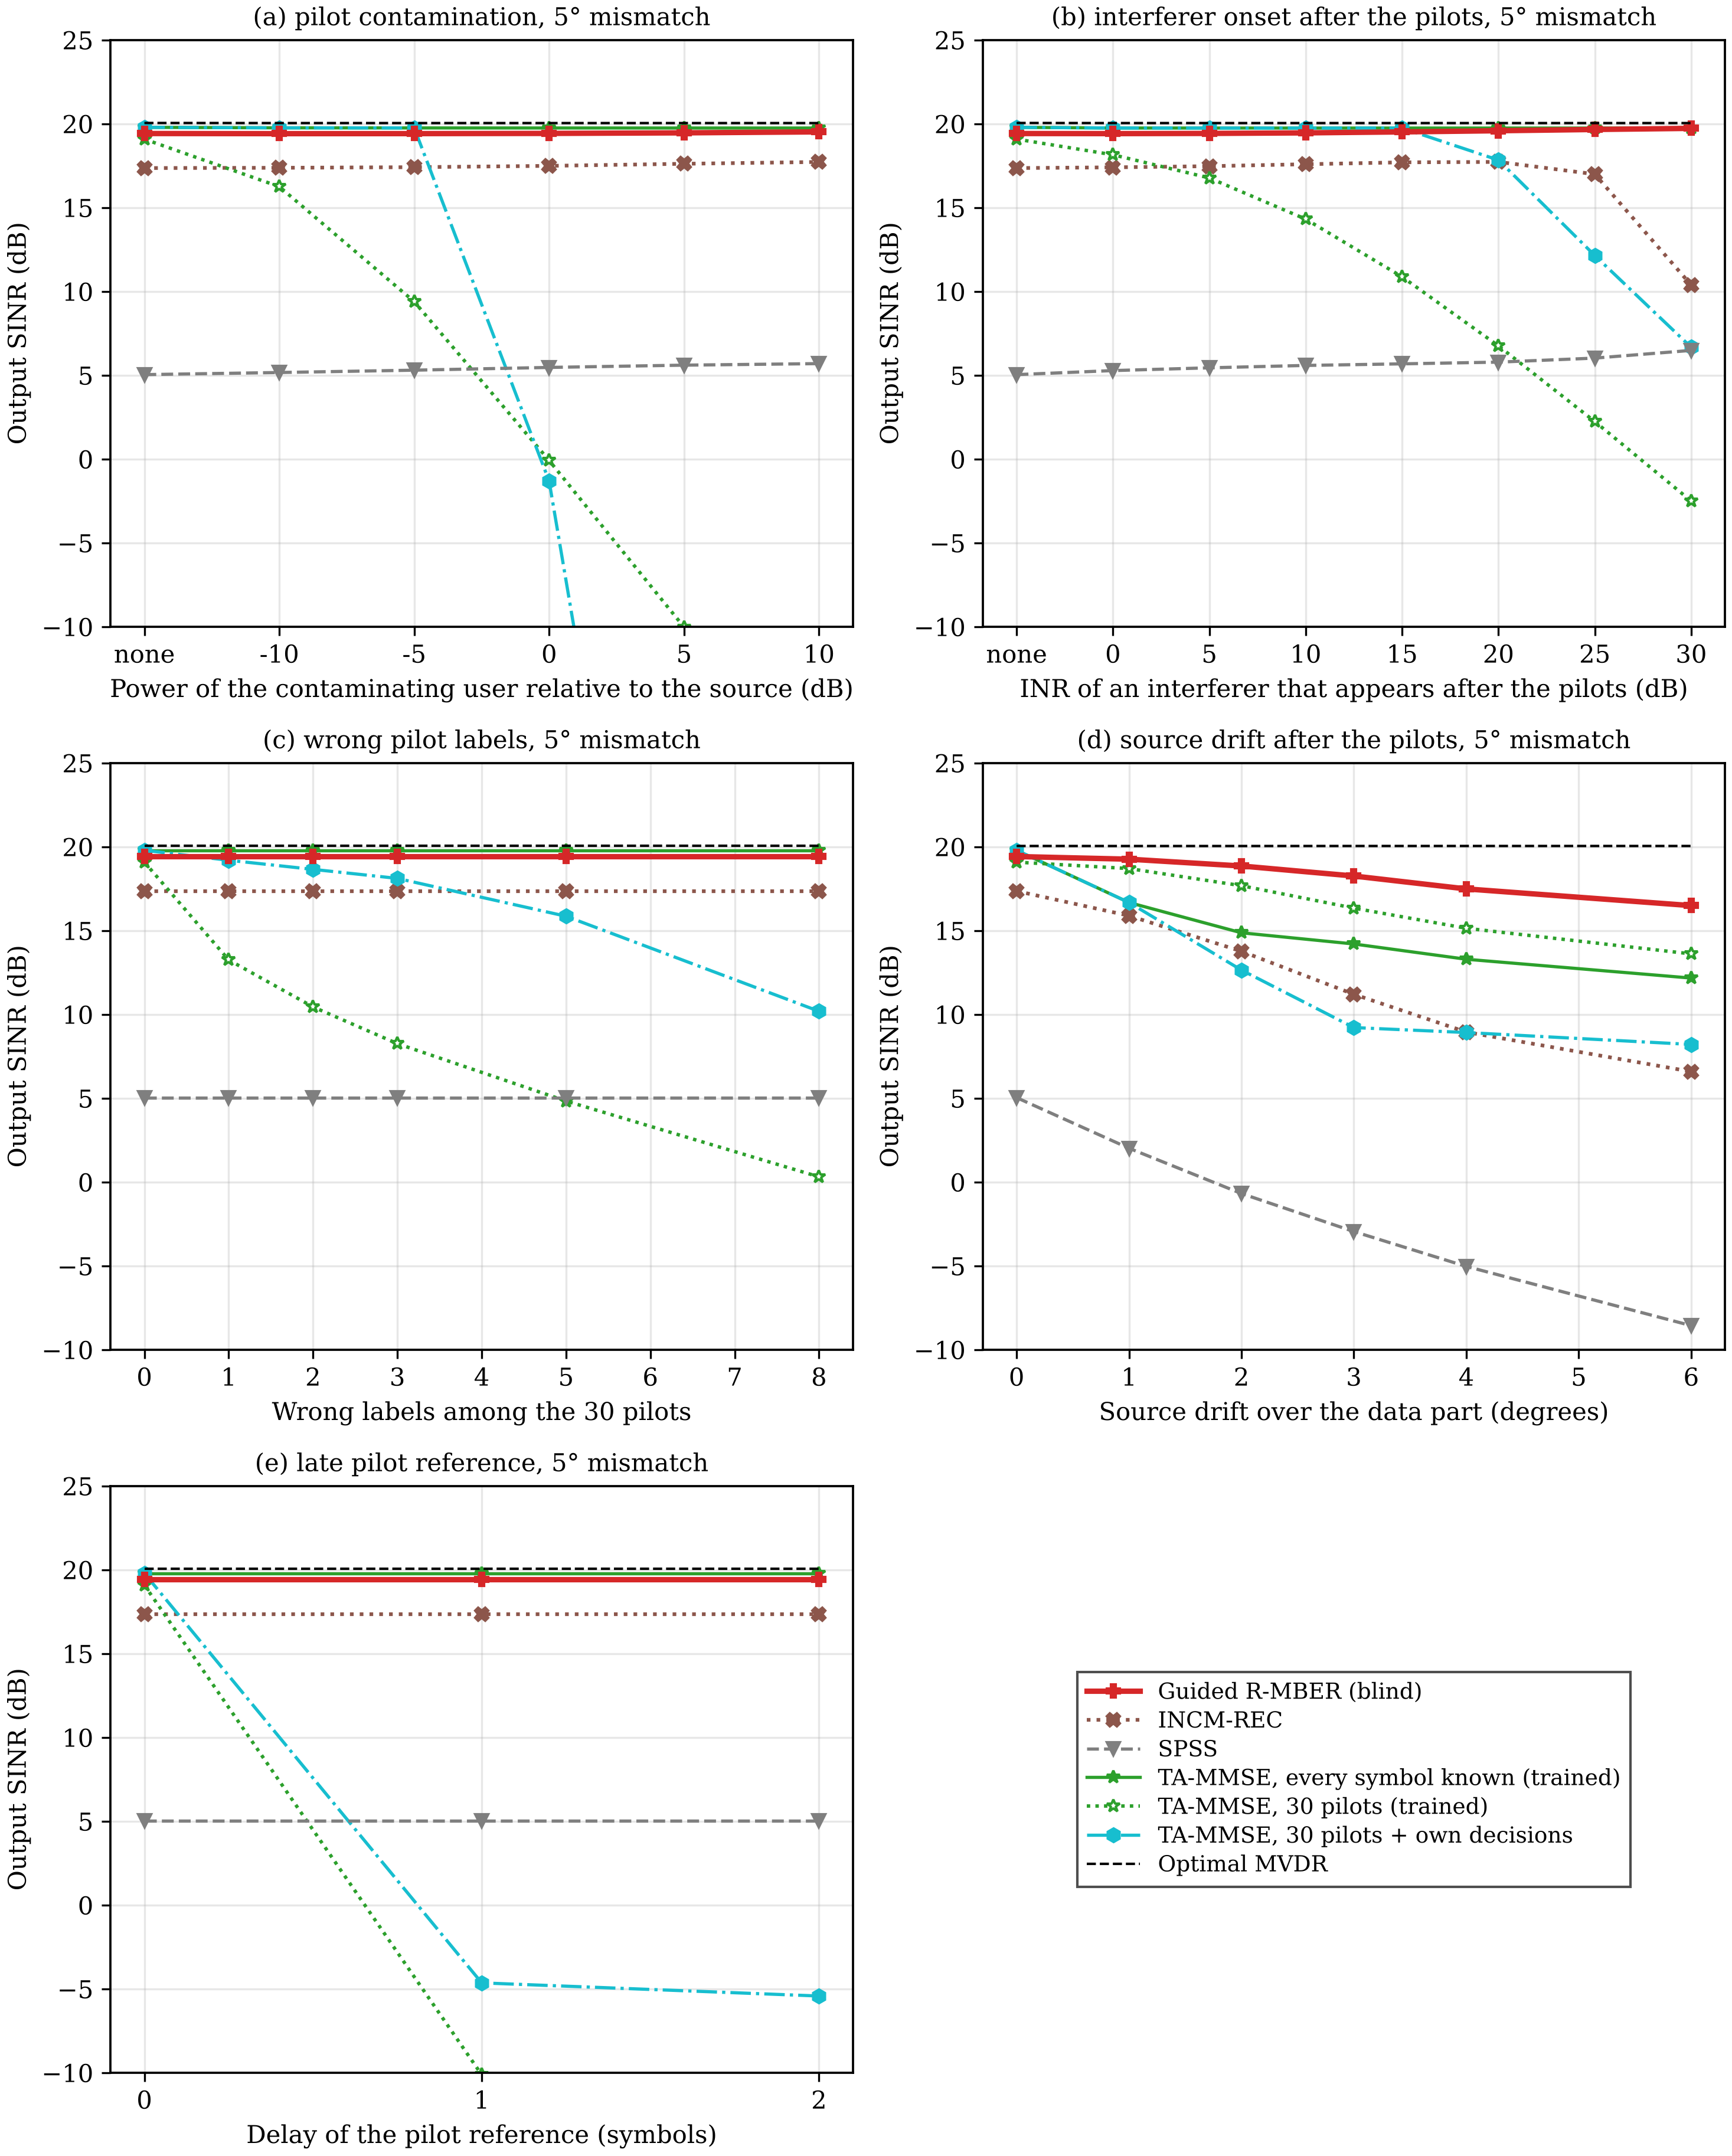 (a) pilot contamination, 5° mismatch
25
20
15
10
5
0
−5
−10
Output SINR (dB)
none -10 -5 0 5 10
Power of the contaminating user relative to the source (dB)
(b) interferer onset after the pilots, 5° mismatch
25
20
15
10
5
0
−5
−10
Output SINR (dB)
none 0 5 10 15 20 25 30
INR of an interferer that appears after the pilots (dB)
(c) wrong pilot labels, 5° mismatch
25
20
15
10
5
0
−5
−10
Output SINR (dB)
0 1 2 3 4 5 6 7 8
Wrong labels among the 30 pilots
(d) source drift after the pilots, 5° mismatch
25
20
15
10
5
0
−5
−10
Output SINR (dB)
0 1 2 3 4 5 6
Source drift over the data part (degrees)
(e) late pilot reference, 5° mismatch
25
20
15
10
5
0
−5
−10
Output SINR (dB)
0 1 2
Delay of the pilot reference (symbols)
Guided R-MBER (blind)
INCM-REC
SPSS
TA-MMSE, every symbol known (trained)
TA-MMSE, 30 pilots (trained)
TA-MMSE, 30 pilots + own decisions
Optimal MVDR